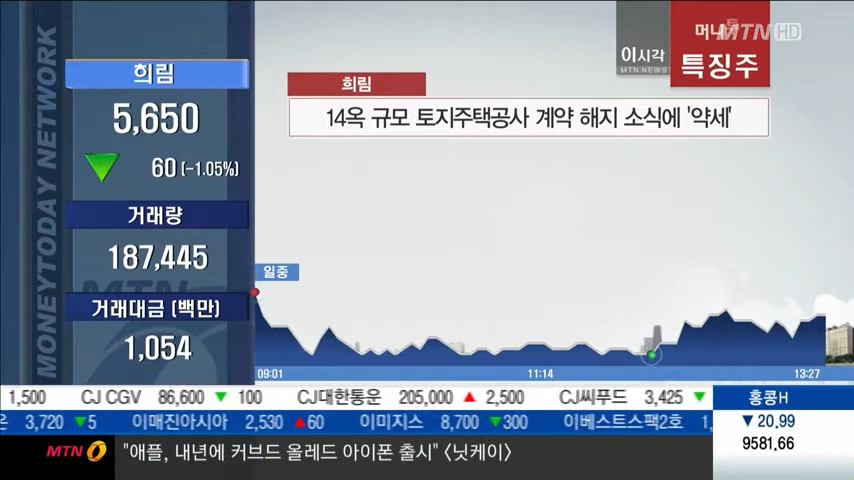 MONEYTODAY NETWORK
희림
5,650
▼ 60 (-1.05%)
거래량
187,445
거래대금 (백만)
1,054
이시각
MTN NEWS
특징주
MTN HD
희림
14옥 규모 토지주택공사 계약 해지 소식에 '약세'
일중
09:01 11:14 13:27
1,500 CJ CGV 86,600 ▼ 100 CJ대한통운 205,000 ▲ 2,500 CJ씨푸드 3,425 ▼
3,720 ▼5 이매진아시아 2,530 ▲60 이미지스 8,700 ▼300 이베스트스팩2호
홍콩H
▼20,99
9581,66
MTN "애플, 내년에 커브드 올레드 아이폰 출시" <닛케이>